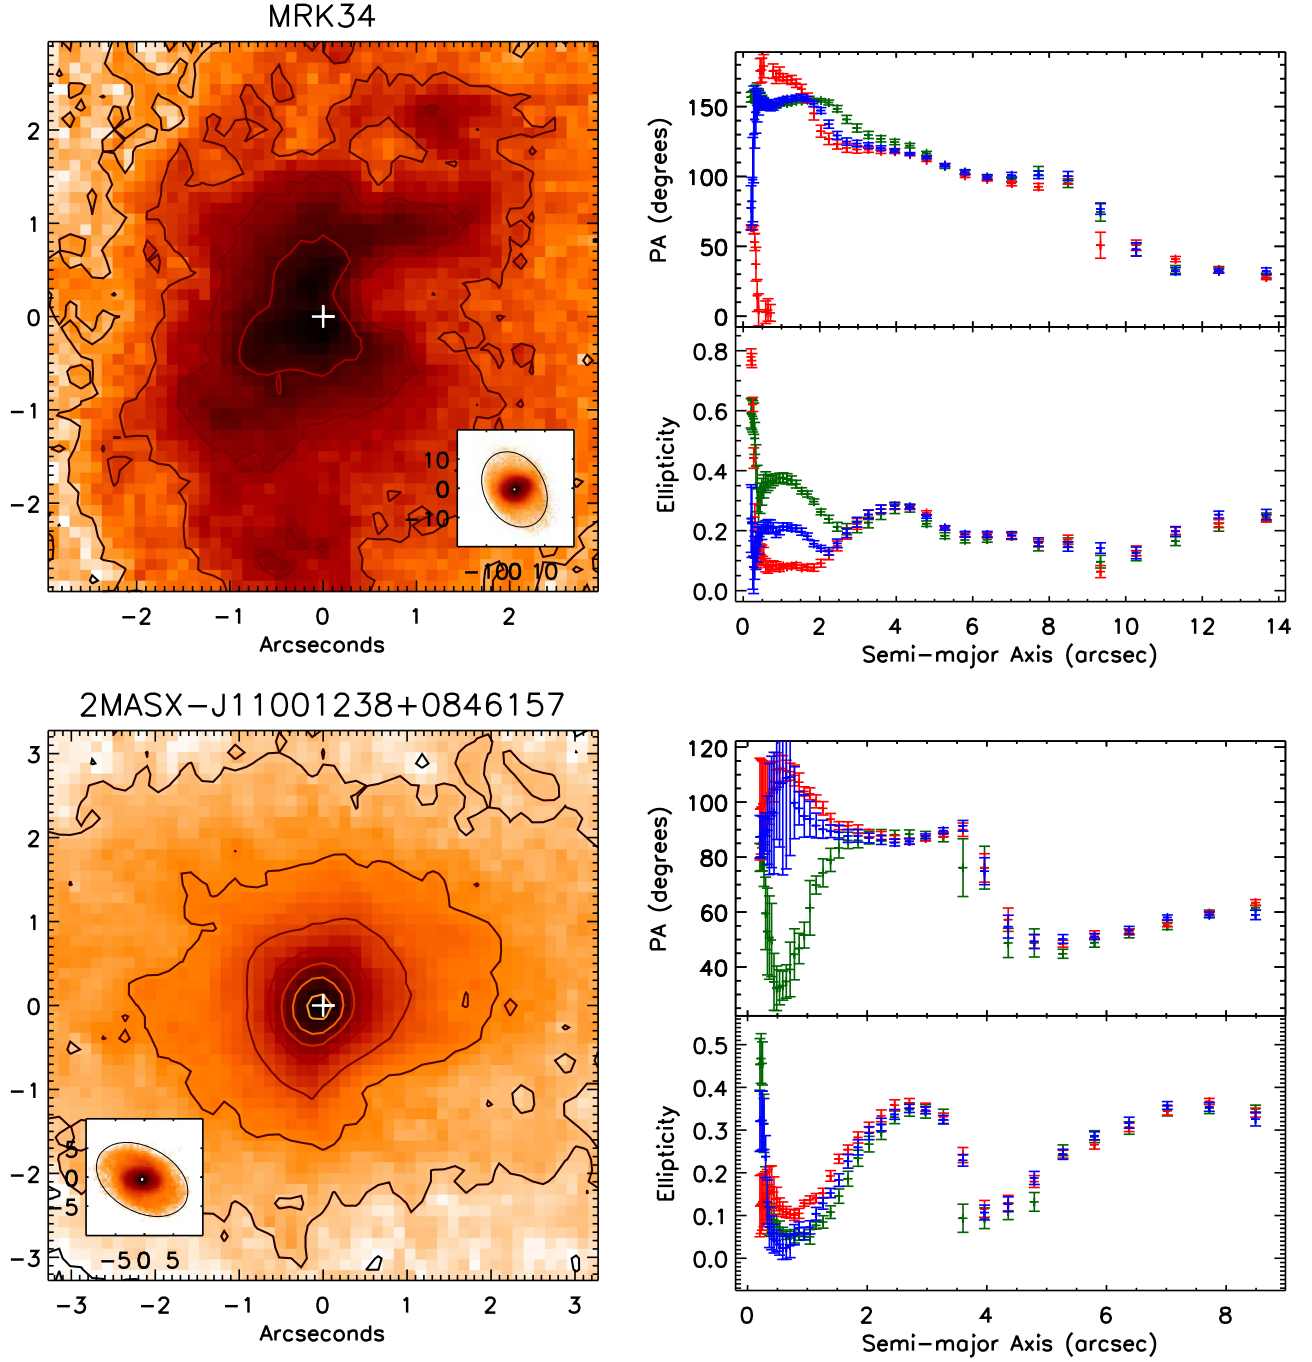 MRK34
2
1
0
−1
−2
10
0
−10
−100 10
−2 −1 0 1 2
Arcseconds
150
100
50
0
PA (degrees)
0.8
0.6
0.4
0.2
0.0
Ellipticity
0 2 4 6 8 10 12 14
Semi−major Axis (arcsec)
2MASX−J11001238+0846157
3
2
1
0
−1
−2
−3
5
0
−5
−5 0 5
−3 −2 −1 0 1 2 3
Arcseconds
120
100
80
60
40
PA (degrees)
0.5
0.4
0.3
0.2
0.1
0.0
Ellipticity
0 2 4 6 8
Semi−major Axis (arcsec)